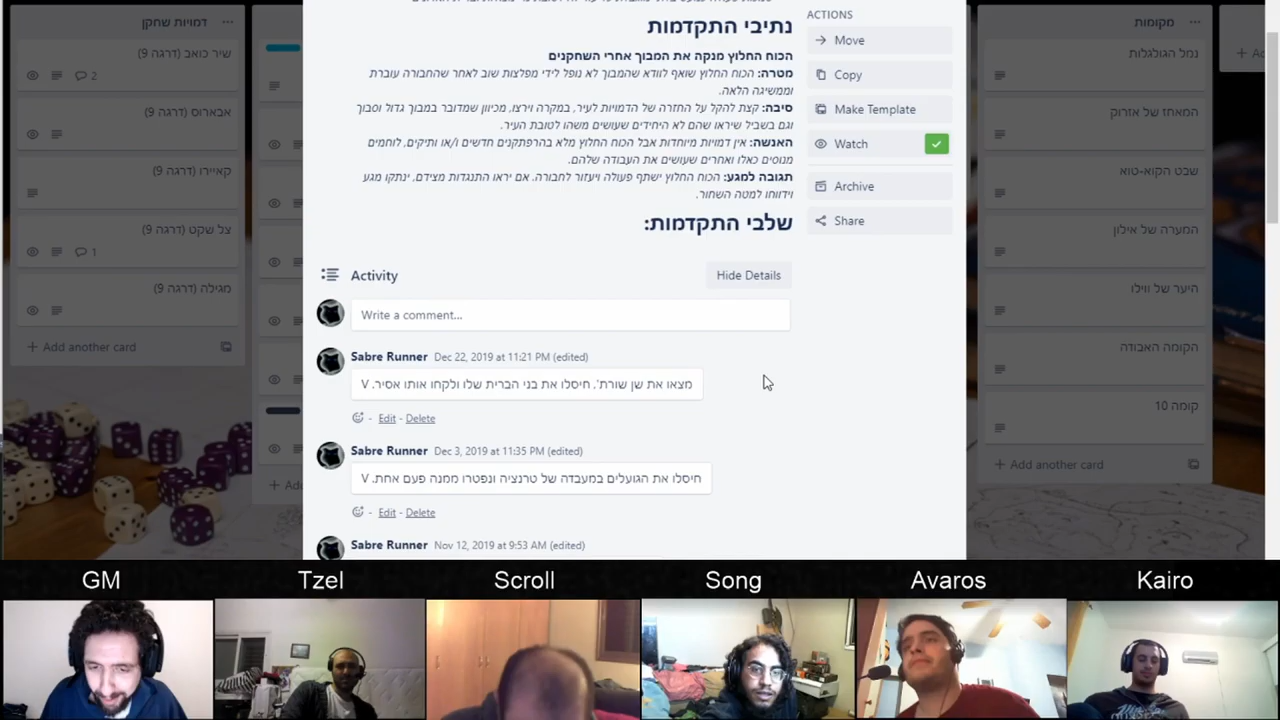 דמויות שחקן
שיר כואב (דרגה 9)
2
אבארוס (דרגה 9)
קאיירו (דרגה 9)
צל שקט (דרגה 9)
1
מגילה (דרגה 9)
+ Add another card
נתיבי התקדמות
הכוח החלוץ מנקה את המבוך אחרי השחקנים
מטרה: הכוח החלוץ שואף לוודא שהמבוך לא נופל לידי מפלצות שוב לאחר שהחבורה עוברת
וממשיגה הלאה.
סיבה: קצת להקל על החזרה של הדמויות לעיר, במקרה וירצו, מכיוון שמדובר במבוך גדול וסבוך
וגם בשביל שיראו שהם לא היחידים שעושים משהו לטובת העיר.
האנשה: אין דמויות מיוחדות אבל הכוח החלוץ מלא בהרפתקנים חדשים ו/או ותיקים, לוחמים
מנוסים כאלו ואחרים שעושים את העבודה שלהם.
תגובה למגע: הכוח החלוץ ישתף פעולה ויעזור לחבורה. אם יראו התנגדות מצידם, ינתקו מגע
וידווחו למטה השחור.
שלבי התקדמות:
Activity
Hide Details
Write a comment...
Sabre Runner Dec 22, 2019 at 11:21 PM (edited)
מצאו את שן שורת'. חיסלו את בני הברית שלו ולקחו אותו אסיר. V
- Edit - Delete
Sabre Runner Dec 3, 2019 at 11:35 PM (edited)
חיסלו את הגועלים במעבדה של טרנציה ונפטרו ממנה פעם אחת. V
- Edit - Delete
Sabre Runner Nov 12, 2019 at 9:53 AM (edited)
ACTIONS
Move
Copy
Make Template
Watch
Archive
Share
מקומות
נמל הגולגלות
המאחז של אזרוק
שבט הקוא-טוא
המערה של אילון
היער של ווילו
הקומה האבודה
קומה 10
+ Add another card
GM
Tzel
Scroll
Song
Avaros
Kairo